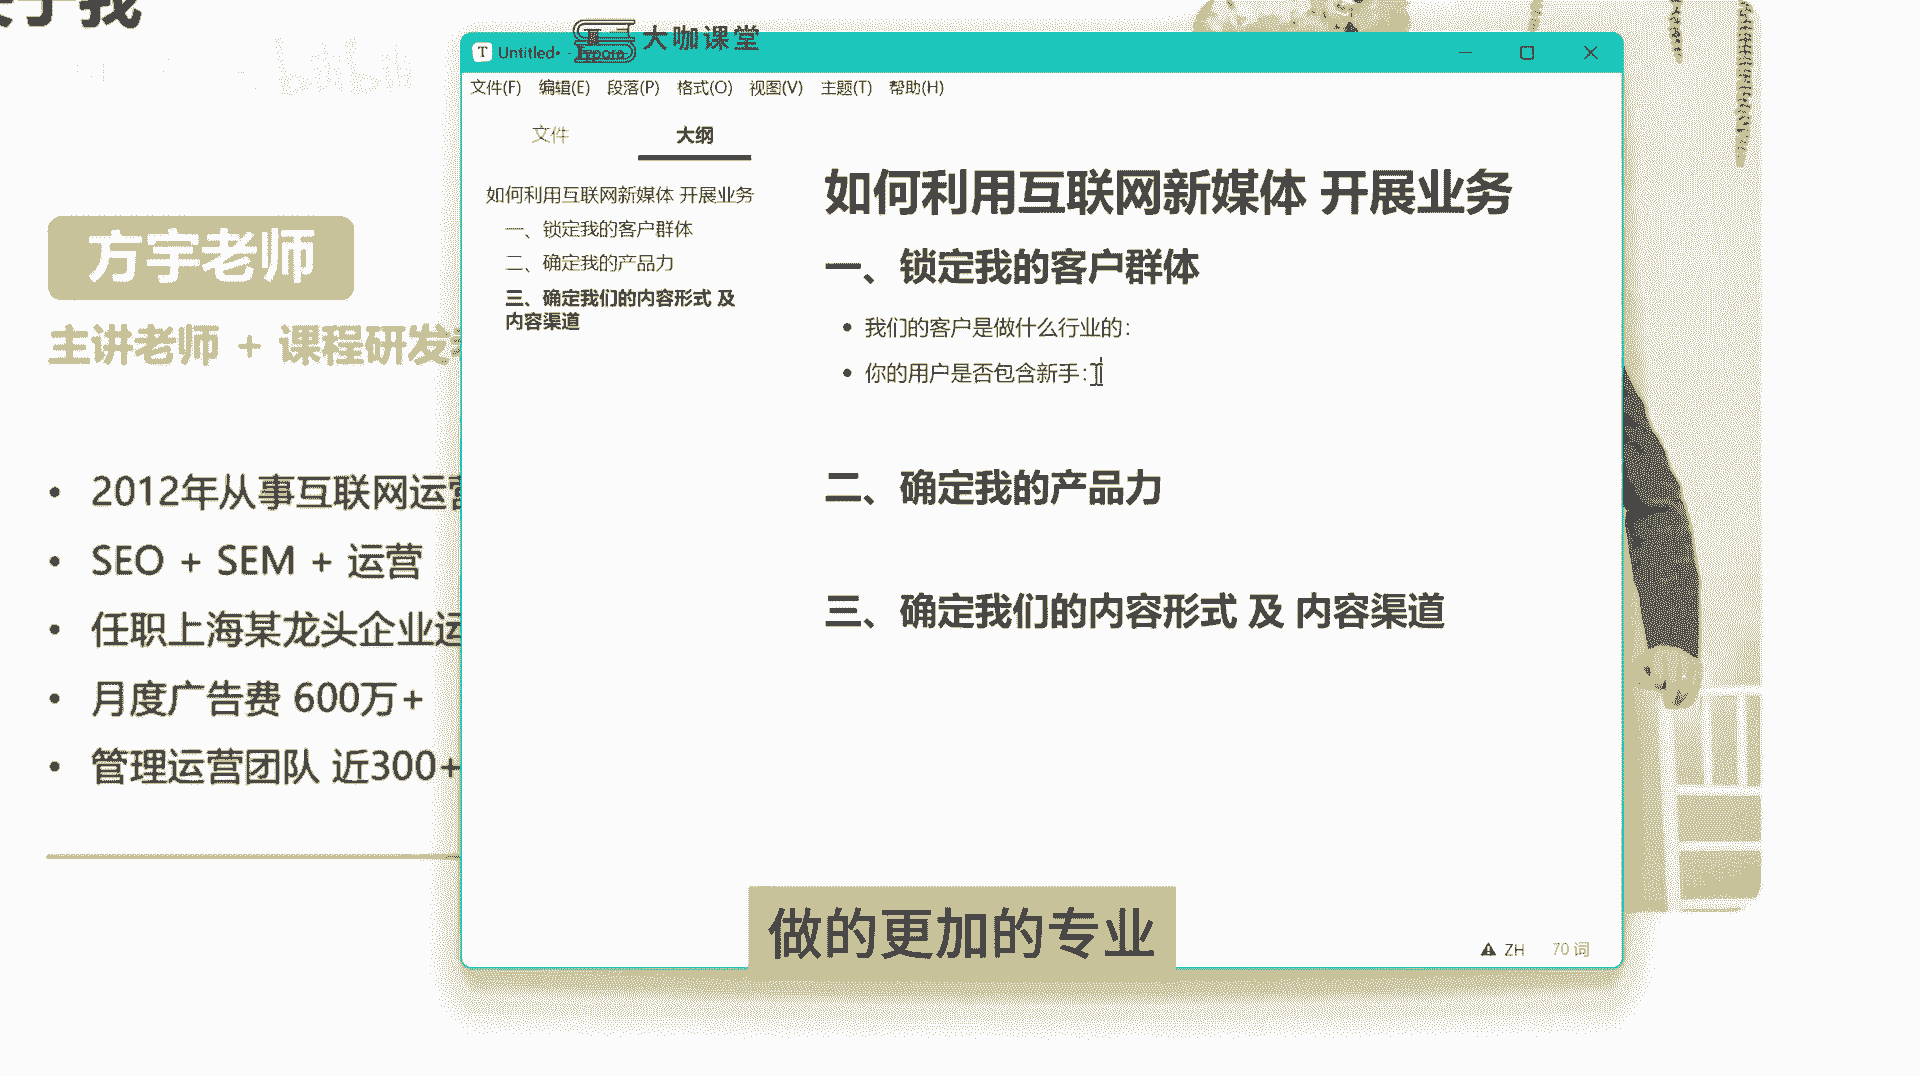 关于我
方宇老师
主讲老师 + 课程研发
2012年从事互联网运营
SEO + SEM + 运营
任职上海某龙头企业运
月度广告费 600万+
管理运营团队 近300+
大咖课堂
Untitled• - Typora
文件(F) 编辑(E) 段落(P) 格式(O) 视图(V) 主题(T) 帮助(H)
文件 大纲
如何利用互联网新媒体 开展业务
一、锁定我的客户群体
二、确定我的产品力
三、确定我们的内容形式 及
内容渠道
如何利用互联网新媒体 开展业务
一、锁定我的客户群体
我们的客户是做什么行业的：
你的用户是否包含新手：
二、确定我的产品力
三、确定我们的内容形式 及 内容渠道
做的更加的专业
ZH 70 词